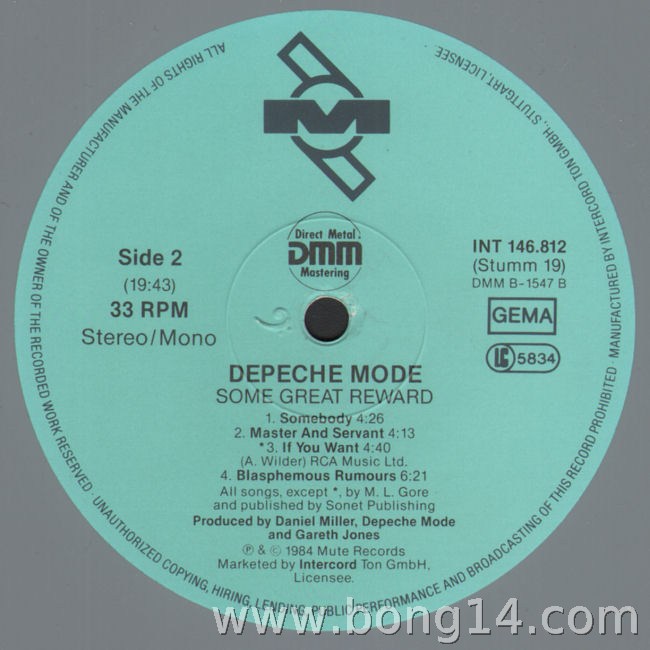 ALL RIGHTS OF THE MANUFACTURER AND OF THE OWNER OF THE RECORDED WORK RESERVED · UNAUTHORIZED COPYING, HIRING, LENDING, PUBLIC PERFORMANCE AND BROADCASTING OF THIS RECORD PROHIBITED · MANUFACTURED BY INTERCORD TON GMBH., STUTTGART, LICENSEE
M
Direct Metal
DMM
Mastering
Side 2
(19:43)
33 RPM
Stereo/Mono
INT 146.812
(Stumm 19)
DMM B-1547 B
GEMA
LC 5834
DEPECHE MODE
SOME GREAT REWARD
1. Somebody 4:26
2. Master And Servant 4:13
*3. If You Want 4:40
(A. Wilder) RCA Music Ltd.
4. Blasphemous Rumours 6:21
All songs, except *, by M. L. Gore
and published by Sonet Publishing
Produced by Daniel Miller, Depeche Mode
and Gareth Jones
℗ & © 1984 Mute Records
Marketed by Intercord Ton GmbH,
Licensee.
www.bong14.com